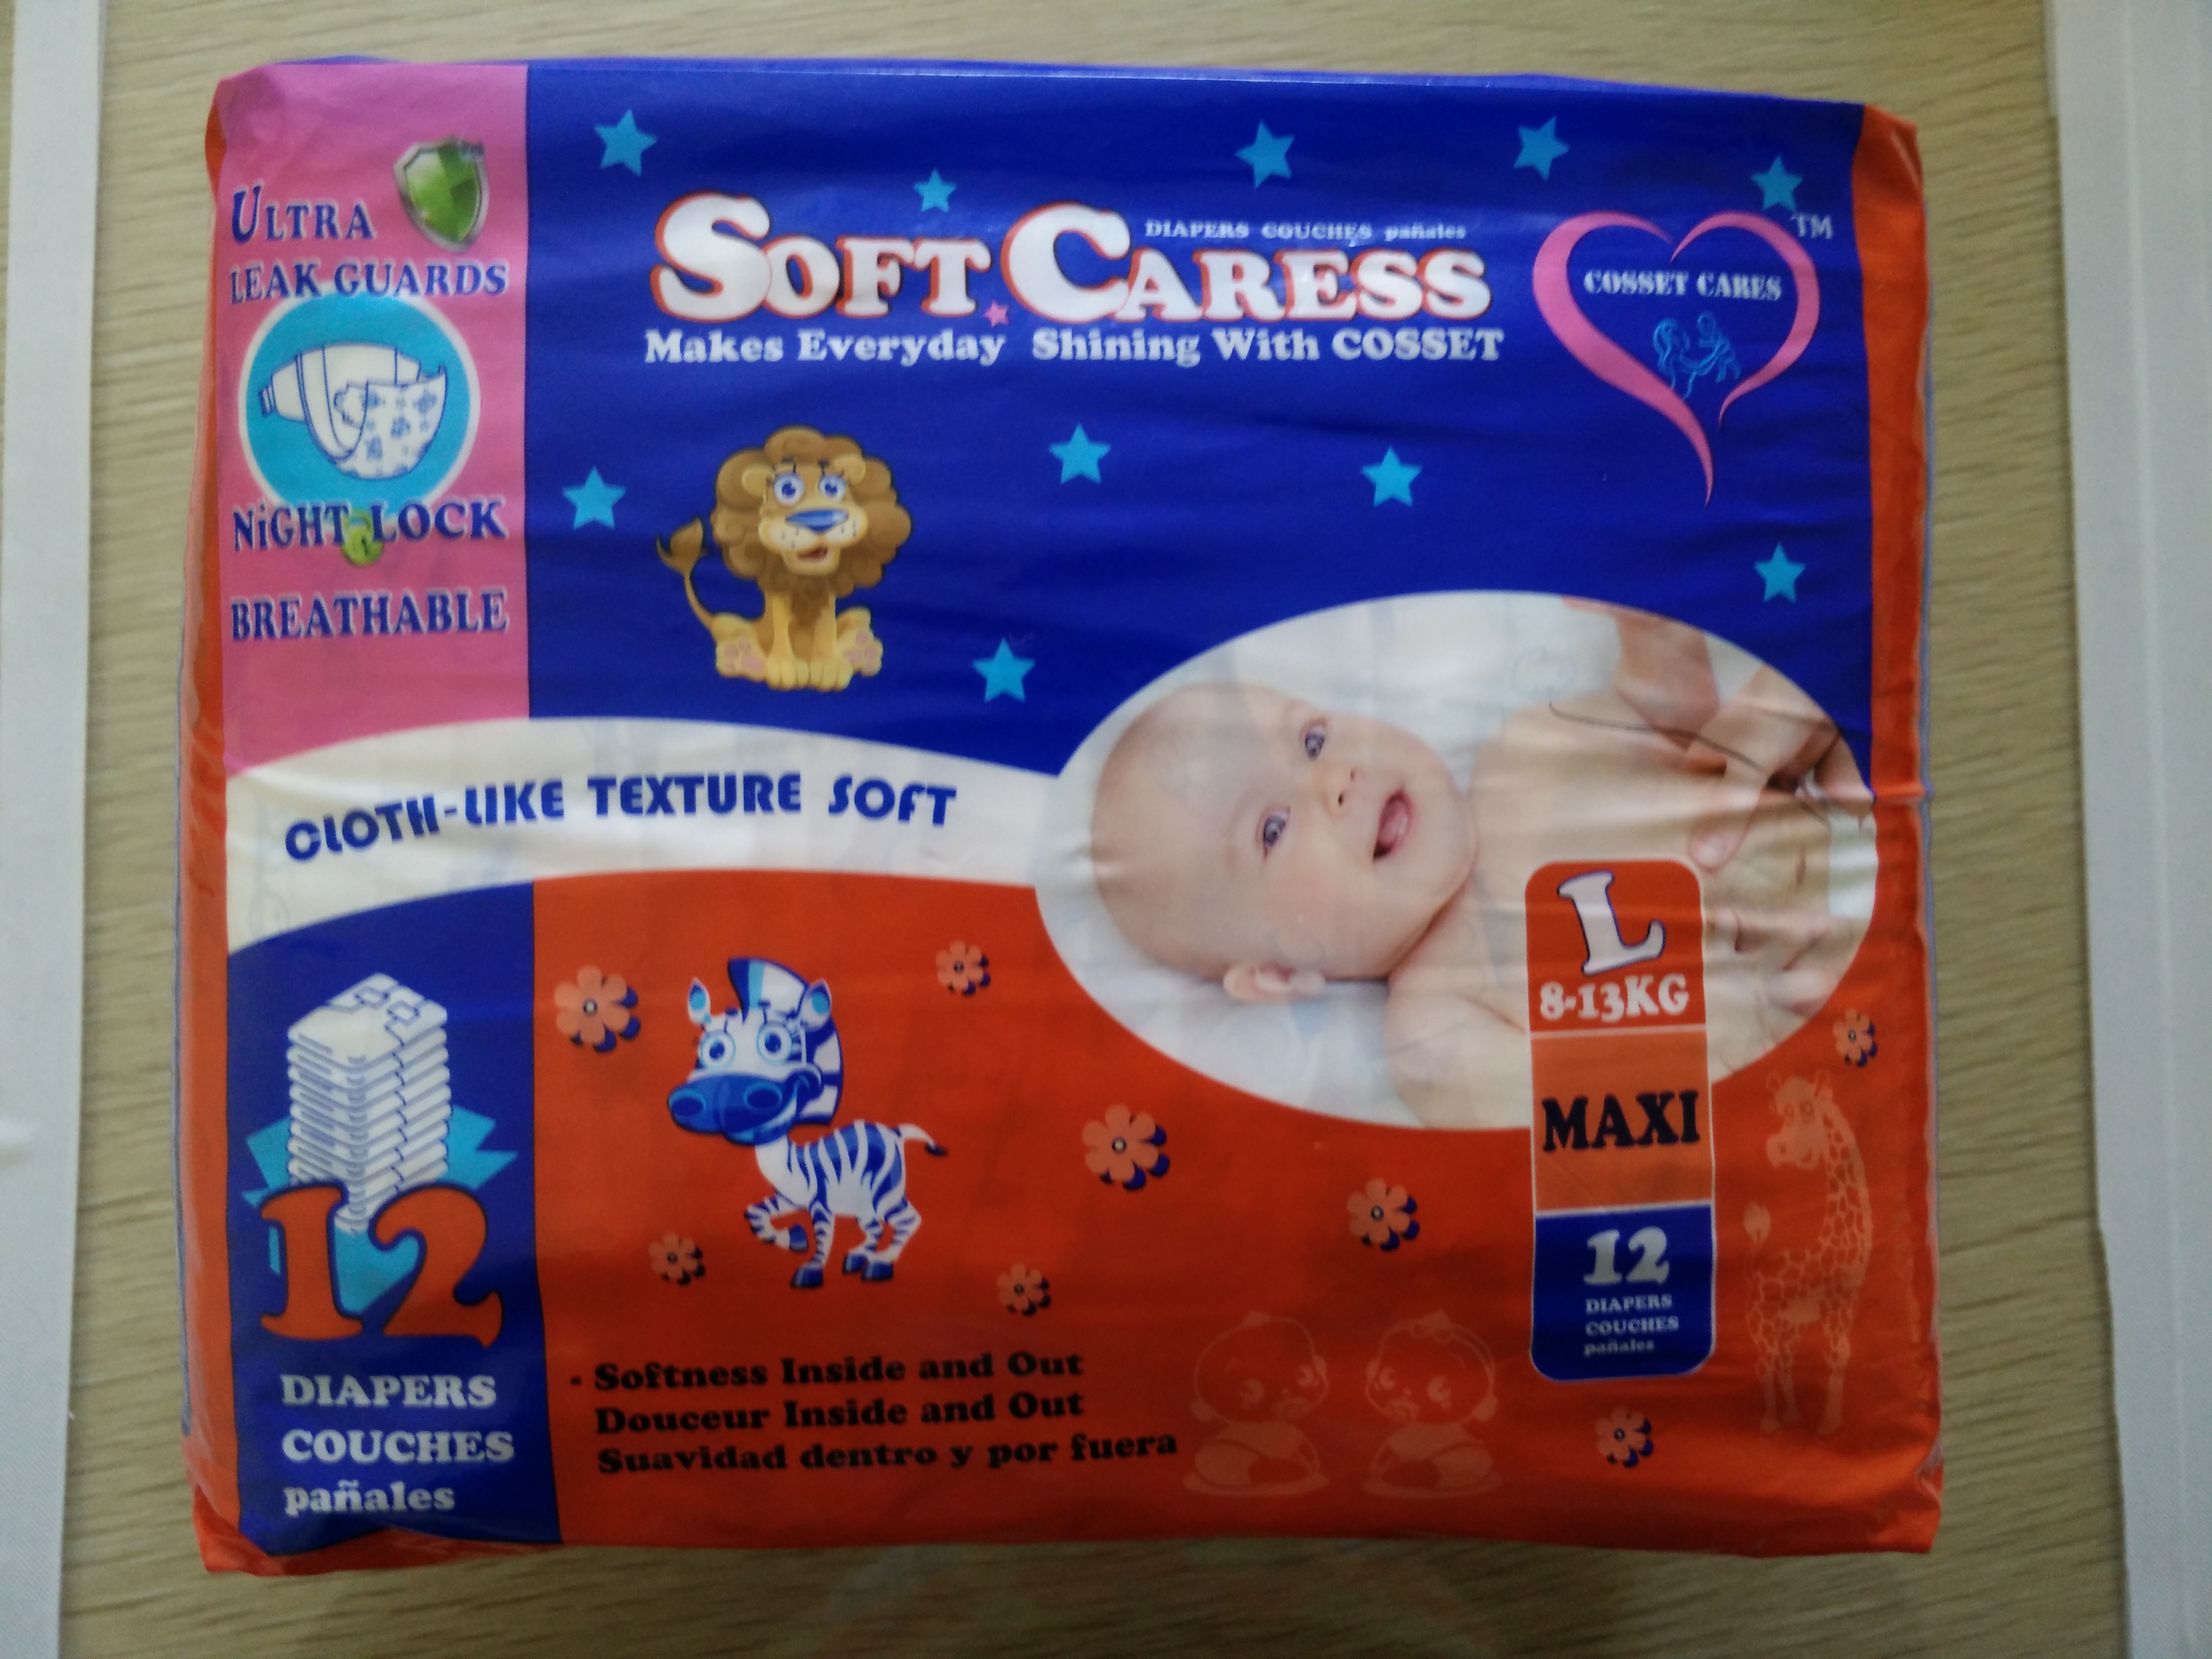 ULTRA
LEAK GUARDS
NiGHT LOCK
BREATHABLE
DIAPERS COUCHES pañales
SOFT CARESS
Makes Everyday Shining With COSSET
TM
COSSET CARES
CLOTH-LIKE TEXTURE SOFT
L
8-13KG
MAXI
12
DIAPERS
COUCHES
pañales
12
DIAPERS
COUCHES
pañales
- Softness Inside and Out
Douceur Inside and Out
Suavidad dentro y por fuera